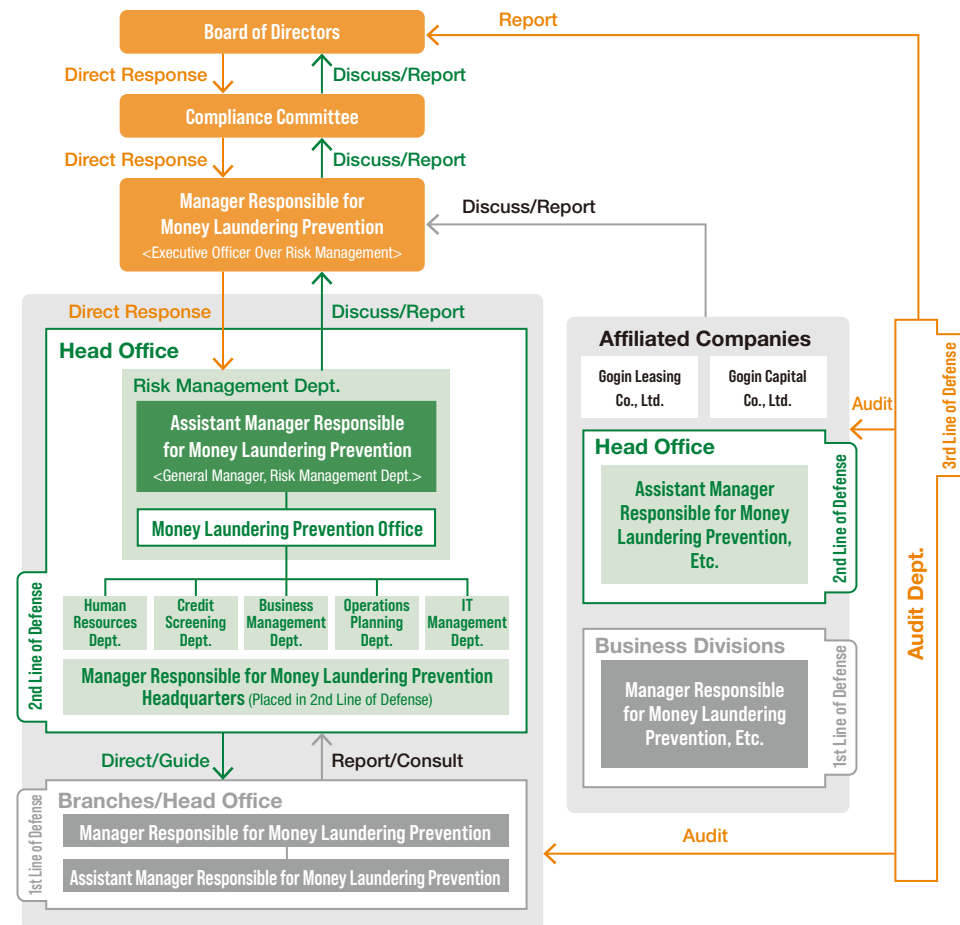 Report
Board of Directors
Direct Response
Discuss/Report
Compliance Committee
Direct Response
Discuss/Report
Manager Responsible for
Money Laundering Prevention
<Executive Officer Over Risk Management>
Discuss/Report
Direct Response
Discuss/Report
Head Office
Risk Management Dept.
Assistant Manager Responsible
for Money Laundering Prevention
<General Manager, Risk Management Dept.>
Money Laundering Prevention Office
Human
Resources
Dept.
Credit
Screening
Dept.
Business
Management
Dept.
Operations
Planning
Dept.
IT
Management
Dept.
Manager Responsible for Money Laundering Prevention
Headquarters (Placed in 2nd Line of Defense)
2nd Line of Defense
Direct/Guide
Report/Consult
Branches/Head Office
Manager Responsible for Money Laundering Prevention
Assistant Manager Responsible for Money Laundering Prevention
1st Line of Defense
Affiliated Companies
Gogin Leasing
Co., Ltd.
Gogin Capital
Co., Ltd.
Head Office
Assistant Manager
Responsible for Money
Laundering Prevention,
Etc.
2nd Line of Defense
Business Divisions
Manager Responsible
for Money Laundering
Prevention, Etc.
1st Line of Defense
Audit
Audit
Audit Dept.
3rd Line of Defense